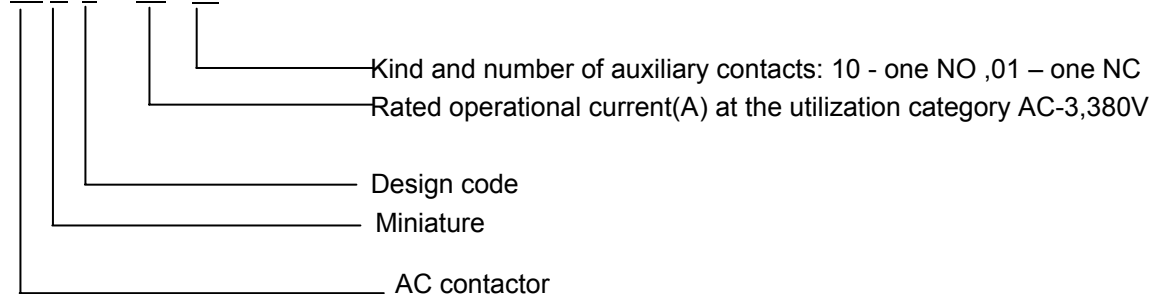 Kind and number of auxiliary contacts: 10 - one NO ,01 – one NC
Rated operational current(A) at the utilization category AC-3,380V
Design code
Miniature
AC contactor